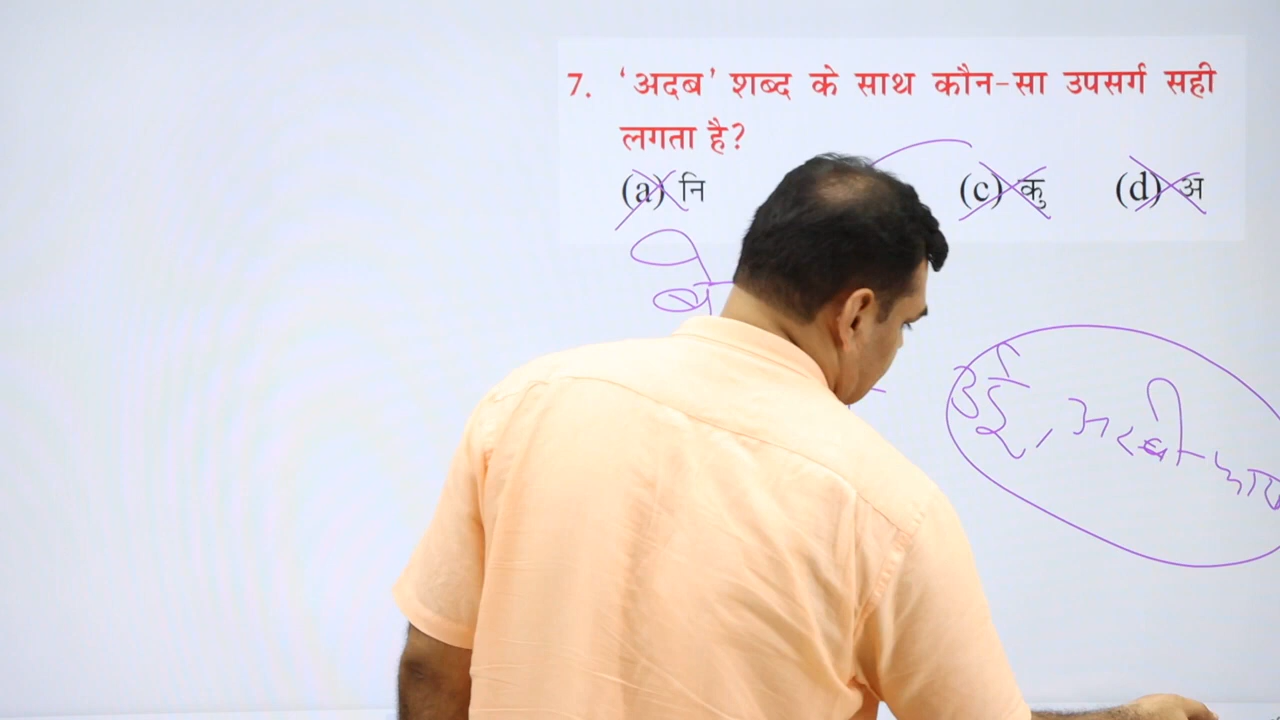 7. 'अदब' शब्द के साथ कौन-सा उपसर्ग सही
लगता है?
(a) नि (c) कु (d) अ
बे
उर्दू, अरबी-